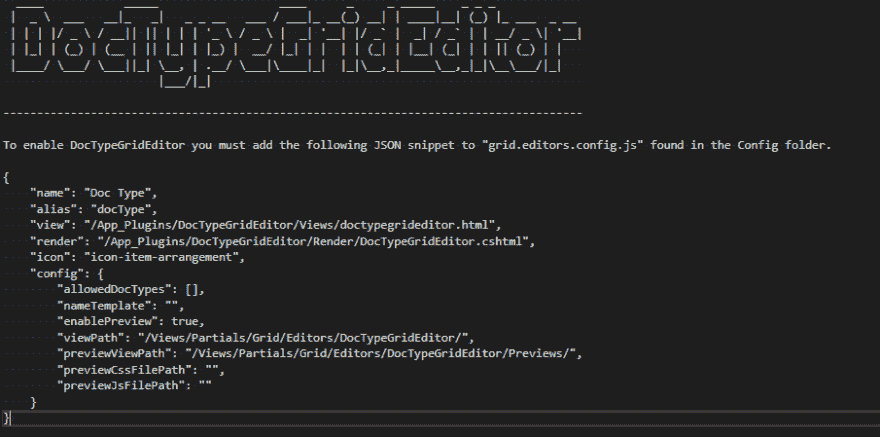 DocTypeGridEditor
--------------------------------------------------------------------------------
To enable DocTypeGridEditor you must add the following JSON snippet to "grid.editors.config.js" found in the Config folder.
{
    "name": "Doc Type",
    "alias": "docType",
    "view": "/App_Plugins/DocTypeGridEditor/Views/doctypegrideditor.html",
    "render": "/App_Plugins/DocTypeGridEditor/Render/DocTypeGridEditor.cshtml",
    "icon": "icon-item-arrangement",
    "config": {
        "allowedDocTypes": [],
        "nameTemplate": "",
        "enablePreview": true,
        "viewPath": "/Views/Partials/Grid/Editors/DocTypeGridEditor/",
        "previewViewPath": "/Views/Partials/Grid/Editors/DocTypeGridEditor/Previews/",
        "previewCssFilePath": "",
        "previewJsFilePath": ""
    }
}